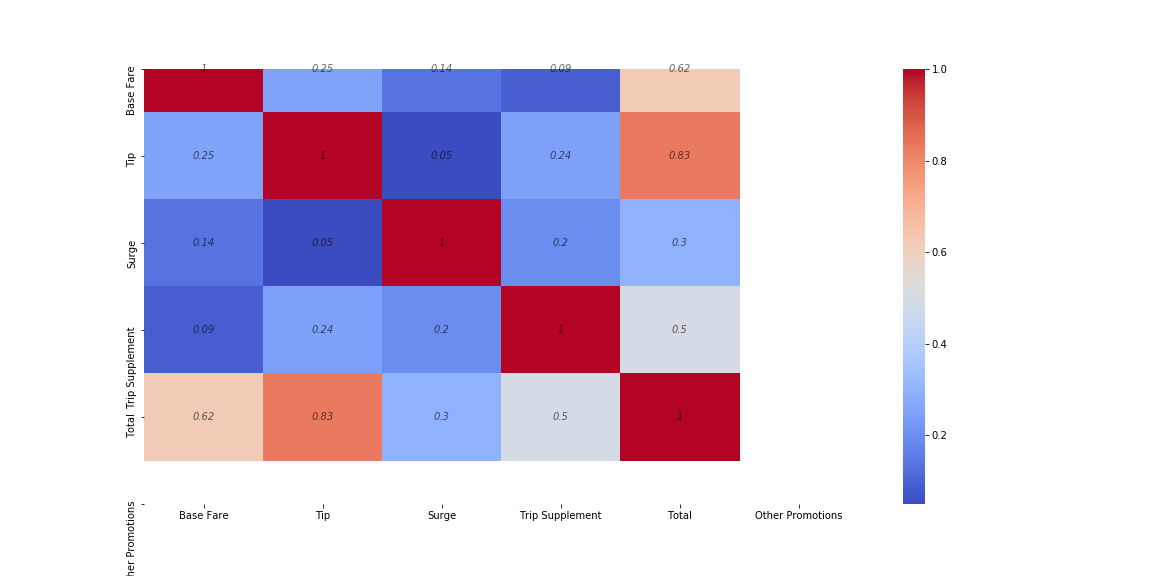 1 0.25 0.14 0.09 0.62
Base Fare
0.25 1 0.05 0.24 0.83
Tip
0.14 0.05 1 0.2 0.3
Surge
0.09 0.24 0.2 1 0.5
Trip Supplement
0.62 0.83 0.3 0.5 1
Total
her Promotions
Base Fare Tip Surge Trip Supplement Total Other Promotions
1.0
0.8
0.6
0.4
0.2